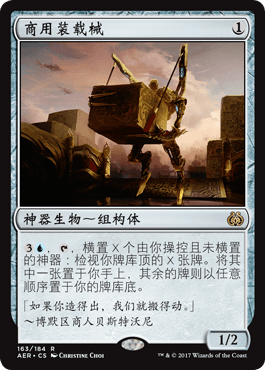 商用装载械 1
神器生物～组构体
3, , 横置X个由你操控且未横置
的神器：检视你牌库顶的X张牌。将其
中一张置于你手上，其余的牌则以任意
顺序置于你的牌库底。
「如果你造得出，我们就搬得动。」
～博默区商人贝斯特沃尼
163/184 R
AER • CS Christine Choi
™ & © 2017 Wizards of the Coast
1/2